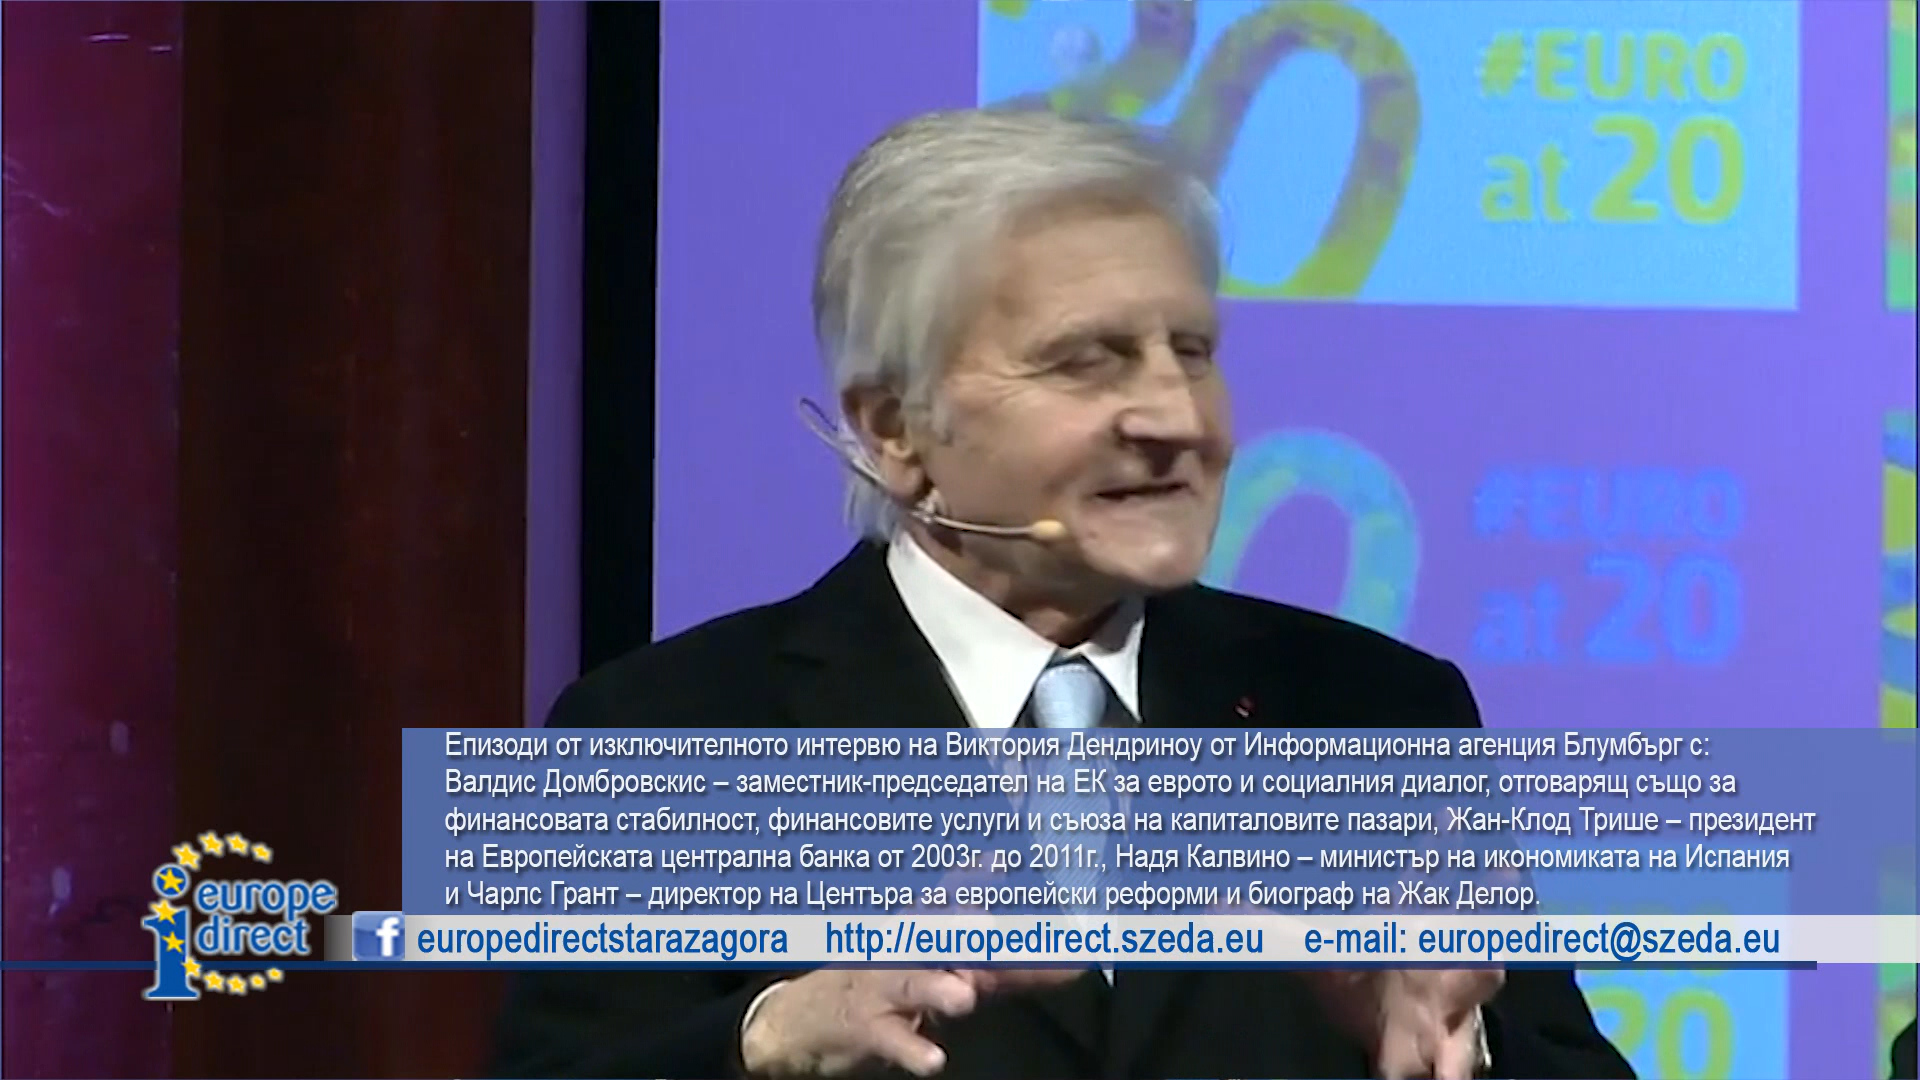 #EURO
at 20
#EURO
at 20
Епизоди от изключителното интервю на Виктория Дендриноу от Информационна агенция Блумбърг с:
Валдис Домбровскис – заместник-председател на ЕК за еврото и социалния диалог, отговарящ също за
финансовата стабилност, финансовите услуги и съюза на капиталовите пазари, Жан-Клод Трише – президент
на Европейската централна банка от 2003г. до 2011г., Надя Калвино – министър на икономиката на Испания
и Чарлс Грант – директор на Центъра за европейски реформи и биограф на Жак Делор.
europe
direct
f europedirectstarazagora http://europedirect.szeda.eu e-mail: europedirect@szeda.eu
20